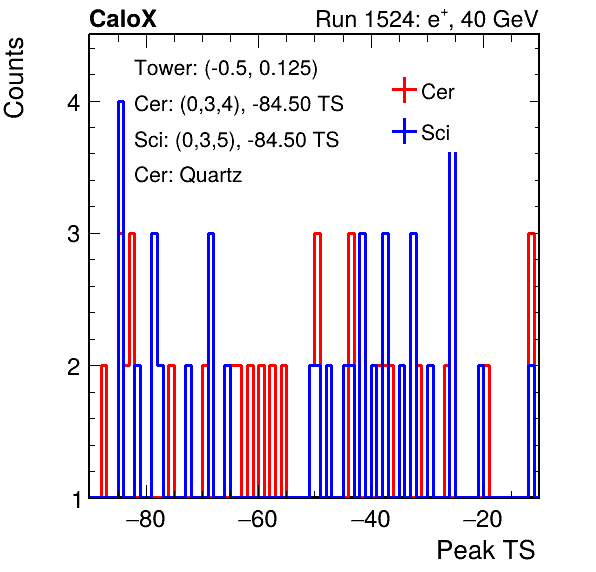 CaloX Run 1524: e+, 40 GeV
Counts
Tower: (-0.5, 0.125)
Cer: (0,3,4), -84.50 TS
Sci: (0,3,5), -84.50 TS
Cer: Quartz
Cer
Sci
4
3
2
1
−80 −60 −40 −20
Peak TS